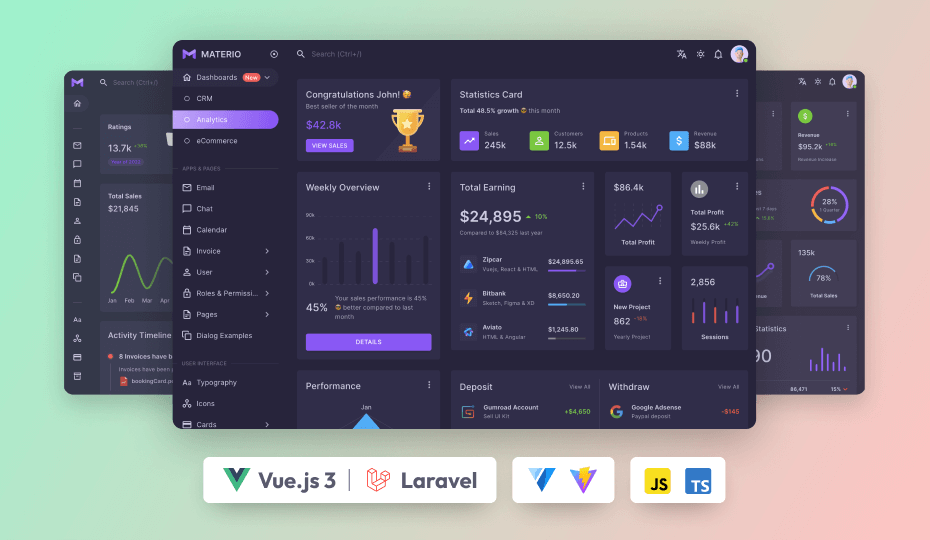 MATERIO
Search (Ctrl+/)
Dashboards New
CRM
Analytics
eCommerce
APPS & PAGES
Email
Chat
Calendar
Invoice
User
Roles & Permissi...
Pages
Dialog Examples
USER INTERFACE
Aa Typography
Icons
Cards
Congratulations John!
Best seller of the month
$42.8k
VIEW SALES
Statistics Card
Total 48.5% growth this month
Sales
245k
Customers
12.5k
Products
1.54k
$
Revenue
$88k
Weekly Overview
90k
60k
30k
0k
45%
Your sales performance is 45%
better compared to last
month
DETAILS
Total Earning
$24,895 10%
Compared to $84,325 last year
Zipcar
Vuejs, React & HTML
$24,895.65
Bitbank
Sketch, Figma & XD
$8,650.20
Aviato
HTML & Angular
$1,245.80
$86.4k
Total Profit
Total Profit
$25.6k +42%
Weekly Profit
New Project
862 -15%
Yearly Project
2,856
Sessions
Performance
Jan
Deposit
View All
Gumroad Account
Sell UI Kit
+$4,650
Withdraw
View All
Google Adsense
Paypal deposit
-$145
Search (Ctrl+/)
Ratings
13.7k
Year of 2022
Total Sales
$21,845
Jan Feb Mar Apr
Activity Timeline
8 Invoices have b
Invoices have been
bookingCard.p
Aa
$
Revenue
$95.2k
Revenue Increase
28%
1 Quarter
135k
78%
Total Sales
Statistics
90
86,471
15%
Vue.js 3 | Laravel
JS
TS